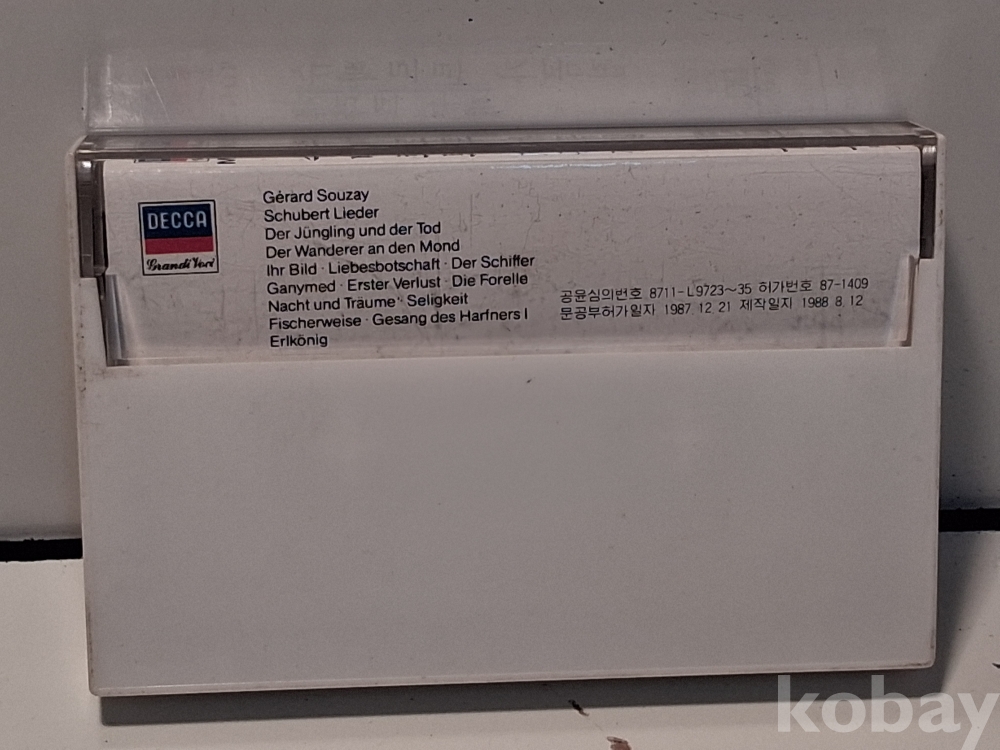 DECCA
Grandi Voci
Gérard Souzay
Schubert Lieder
Der Jüngling und der Tod
Der Wanderer an den Mond
Ihr Bild · Liebesbotschaft · Der Schiffer
Ganymed · Erster Verlust · Die Forelle
Nacht und Träume · Seligkeit
Fischerweise · Gesang des Harfners I
Erlkönig
공윤심의번호 8711-L9723~35 허가번호 87-1409
문공부허가일자 1987. 12. 21 제작일자 1988. 8. 12
kobay